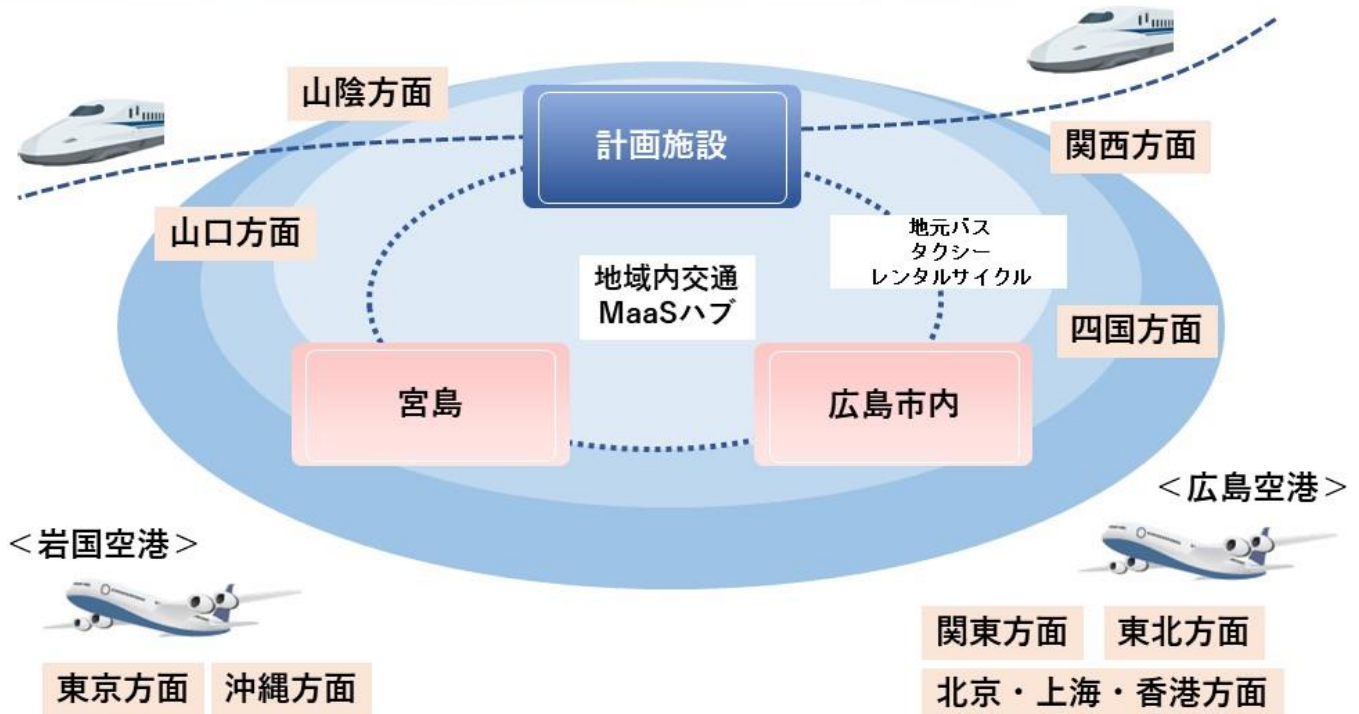 山陰方面
計画施設
関西方面
山口方面
地元バス
タクシー
レンタルサイクル
地域内交通
MaaSハブ
四国方面
宮島
広島市内
＜広島空港＞
＜岩国空港＞
関東方面
東北方面
東京方面
沖縄方面
北京・上海・香港方面